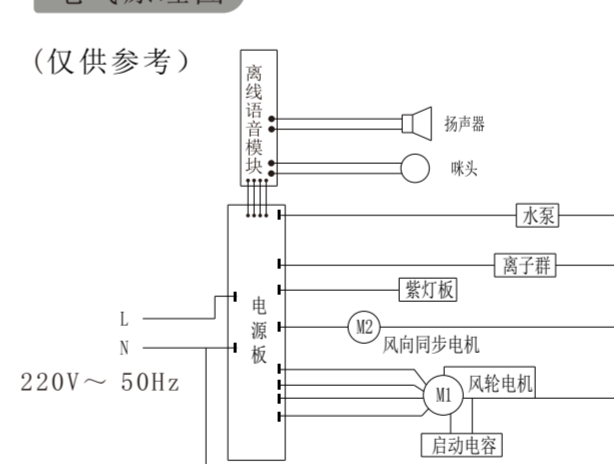 (仅供参考)
离线语音模块
扬声器
咪头
水泵
离子群
紫灯板
电源板
L
M2
风向同步电机
N
220V～ 50Hz
M1
风轮电机
启动电容